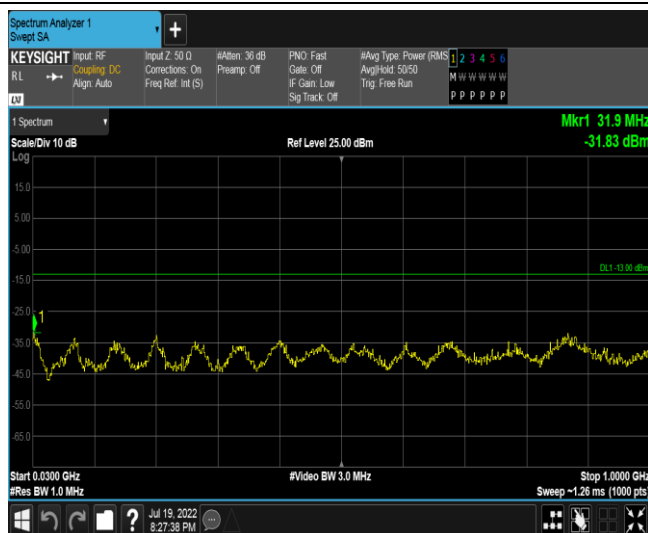 Spectrum Analyzer 1
Swept SA
+
KEYSIGHT
RL
LXI
Input: RF
Coupling: DC
Align: Auto
Input Z: 50 Ω
Corrections: On
Freq Ref: Int (S)
#Atten: 36 dB
Preamp: Off
PNO: Fast
Gate: Off
IF Gain: Low
Sig Track: Off
#Avg Type: Power (RMS
Avg|Hold: 50/50
Trig: Free Run
1 2 3 4 5 6
M W W W W W
P P P P P P
1 Spectrum
Scale/Div 10 dB
Ref Level 25.00 dBm
Mkr1 31.9 MHz
-31.83 dBm
Log
15.0
5.00
-5.00
DL1 -13.00 dBm
-15.0
-25.0
1
-35.0
-45.0
-55.0
-65.0
Start 0.0300 GHz
#Res BW 1.0 MHz
#Video BW 3.0 MHz
Stop 1.0000 GHz
Sweep ~1.26 ms (1000 pts)
?
Jul 19, 2022
8:27:38 PM